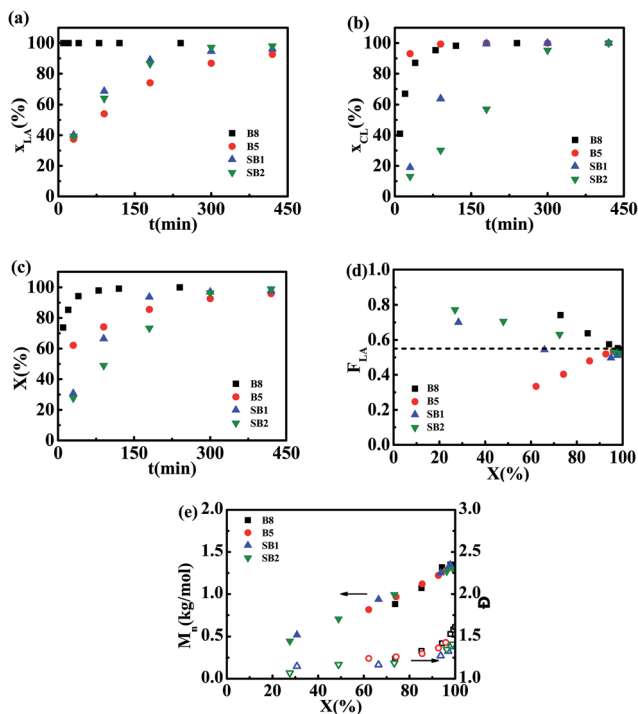 (a)
x_LA(%)
100
80
60
40
20
0
B8
B5
SB1
SB2
0 150 300 450
t(min)
(b)
x_CL(%)
100
80
60
40
20
0
B8
B5
SB1
SB2
0 150 300 450
t(min)
(c)
X(%)
100
80
60
40
20
0
B8
B5
SB1
SB2
0 150 300 450
t(min)
(d)
F_LA
1.0
0.8
0.6
0.4
0.2
0.0
B8
B5
SB1
SB2
0 20 40 60 80 100
X(%)
(e)
M_n(kg/mol)
2.0
1.5
1.0
0.5
0.0
B8
B5
SB1
SB2
3.0
2.5
2.0
1.5
1.0
Đ
0 20 40 60 80 100
X(%)